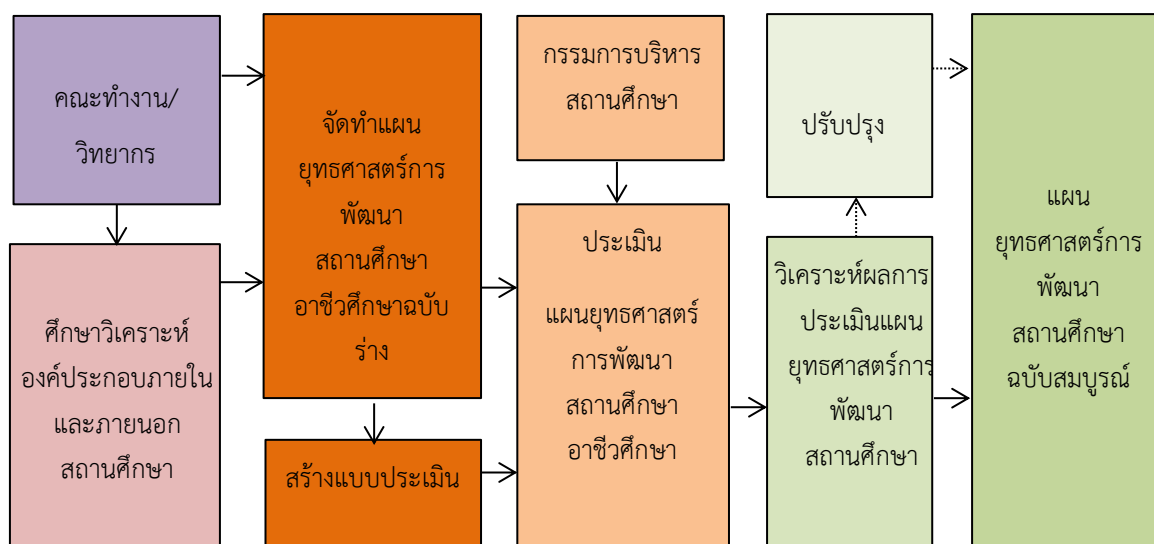 คณะทำงาน/
วิทยากร
ศึกษาวิเคราะห์
องค์ประกอบภายใน
และภายนอก
สถานศึกษา
จัดทำแผน
ยุทธศาสตร์การ
พัฒนา
สถานศึกษา
อาชีวศึกษาฉบับ
ร่าง
สร้างแบบประเมิน
กรรมการบริหาร
สถานศึกษา
ประเมิน
แผนยุทธศาสตร์
การพัฒนา
สถานศึกษา
อาชีวศึกษา
ปรับปรุง
วิเคราะห์ผลการ
ประเมินแผน
ยุทธศาสตร์การ
พัฒนา
สถานศึกษา
แผน
ยุทธศาสตร์การ
พัฒนา
สถานศึกษา
ฉบับสมบูรณ์